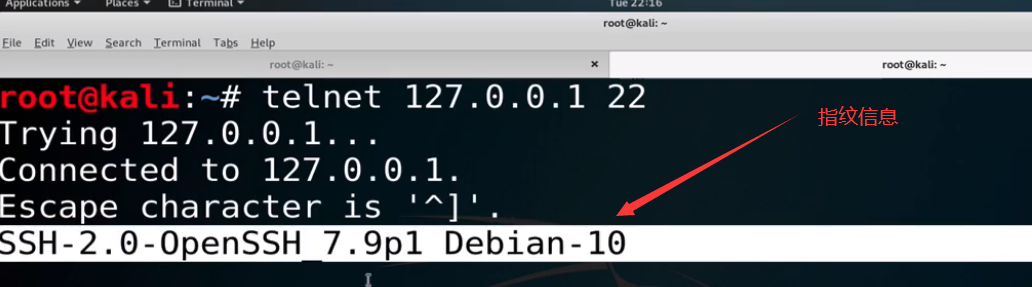 Applications Places Terminal Tue 22:16
root@kali: ~
File Edit View Search Terminal Tabs Help
root@kali: ~ × root@kali: ~
root@kali:~# telnet 127.0.0.1 22
指纹信息
Trying 127.0.0.1...
Connected to 127.0.0.1.
Escape character is '^]'.
SSH-2.0-OpenSSH_7.9p1 Debian-10